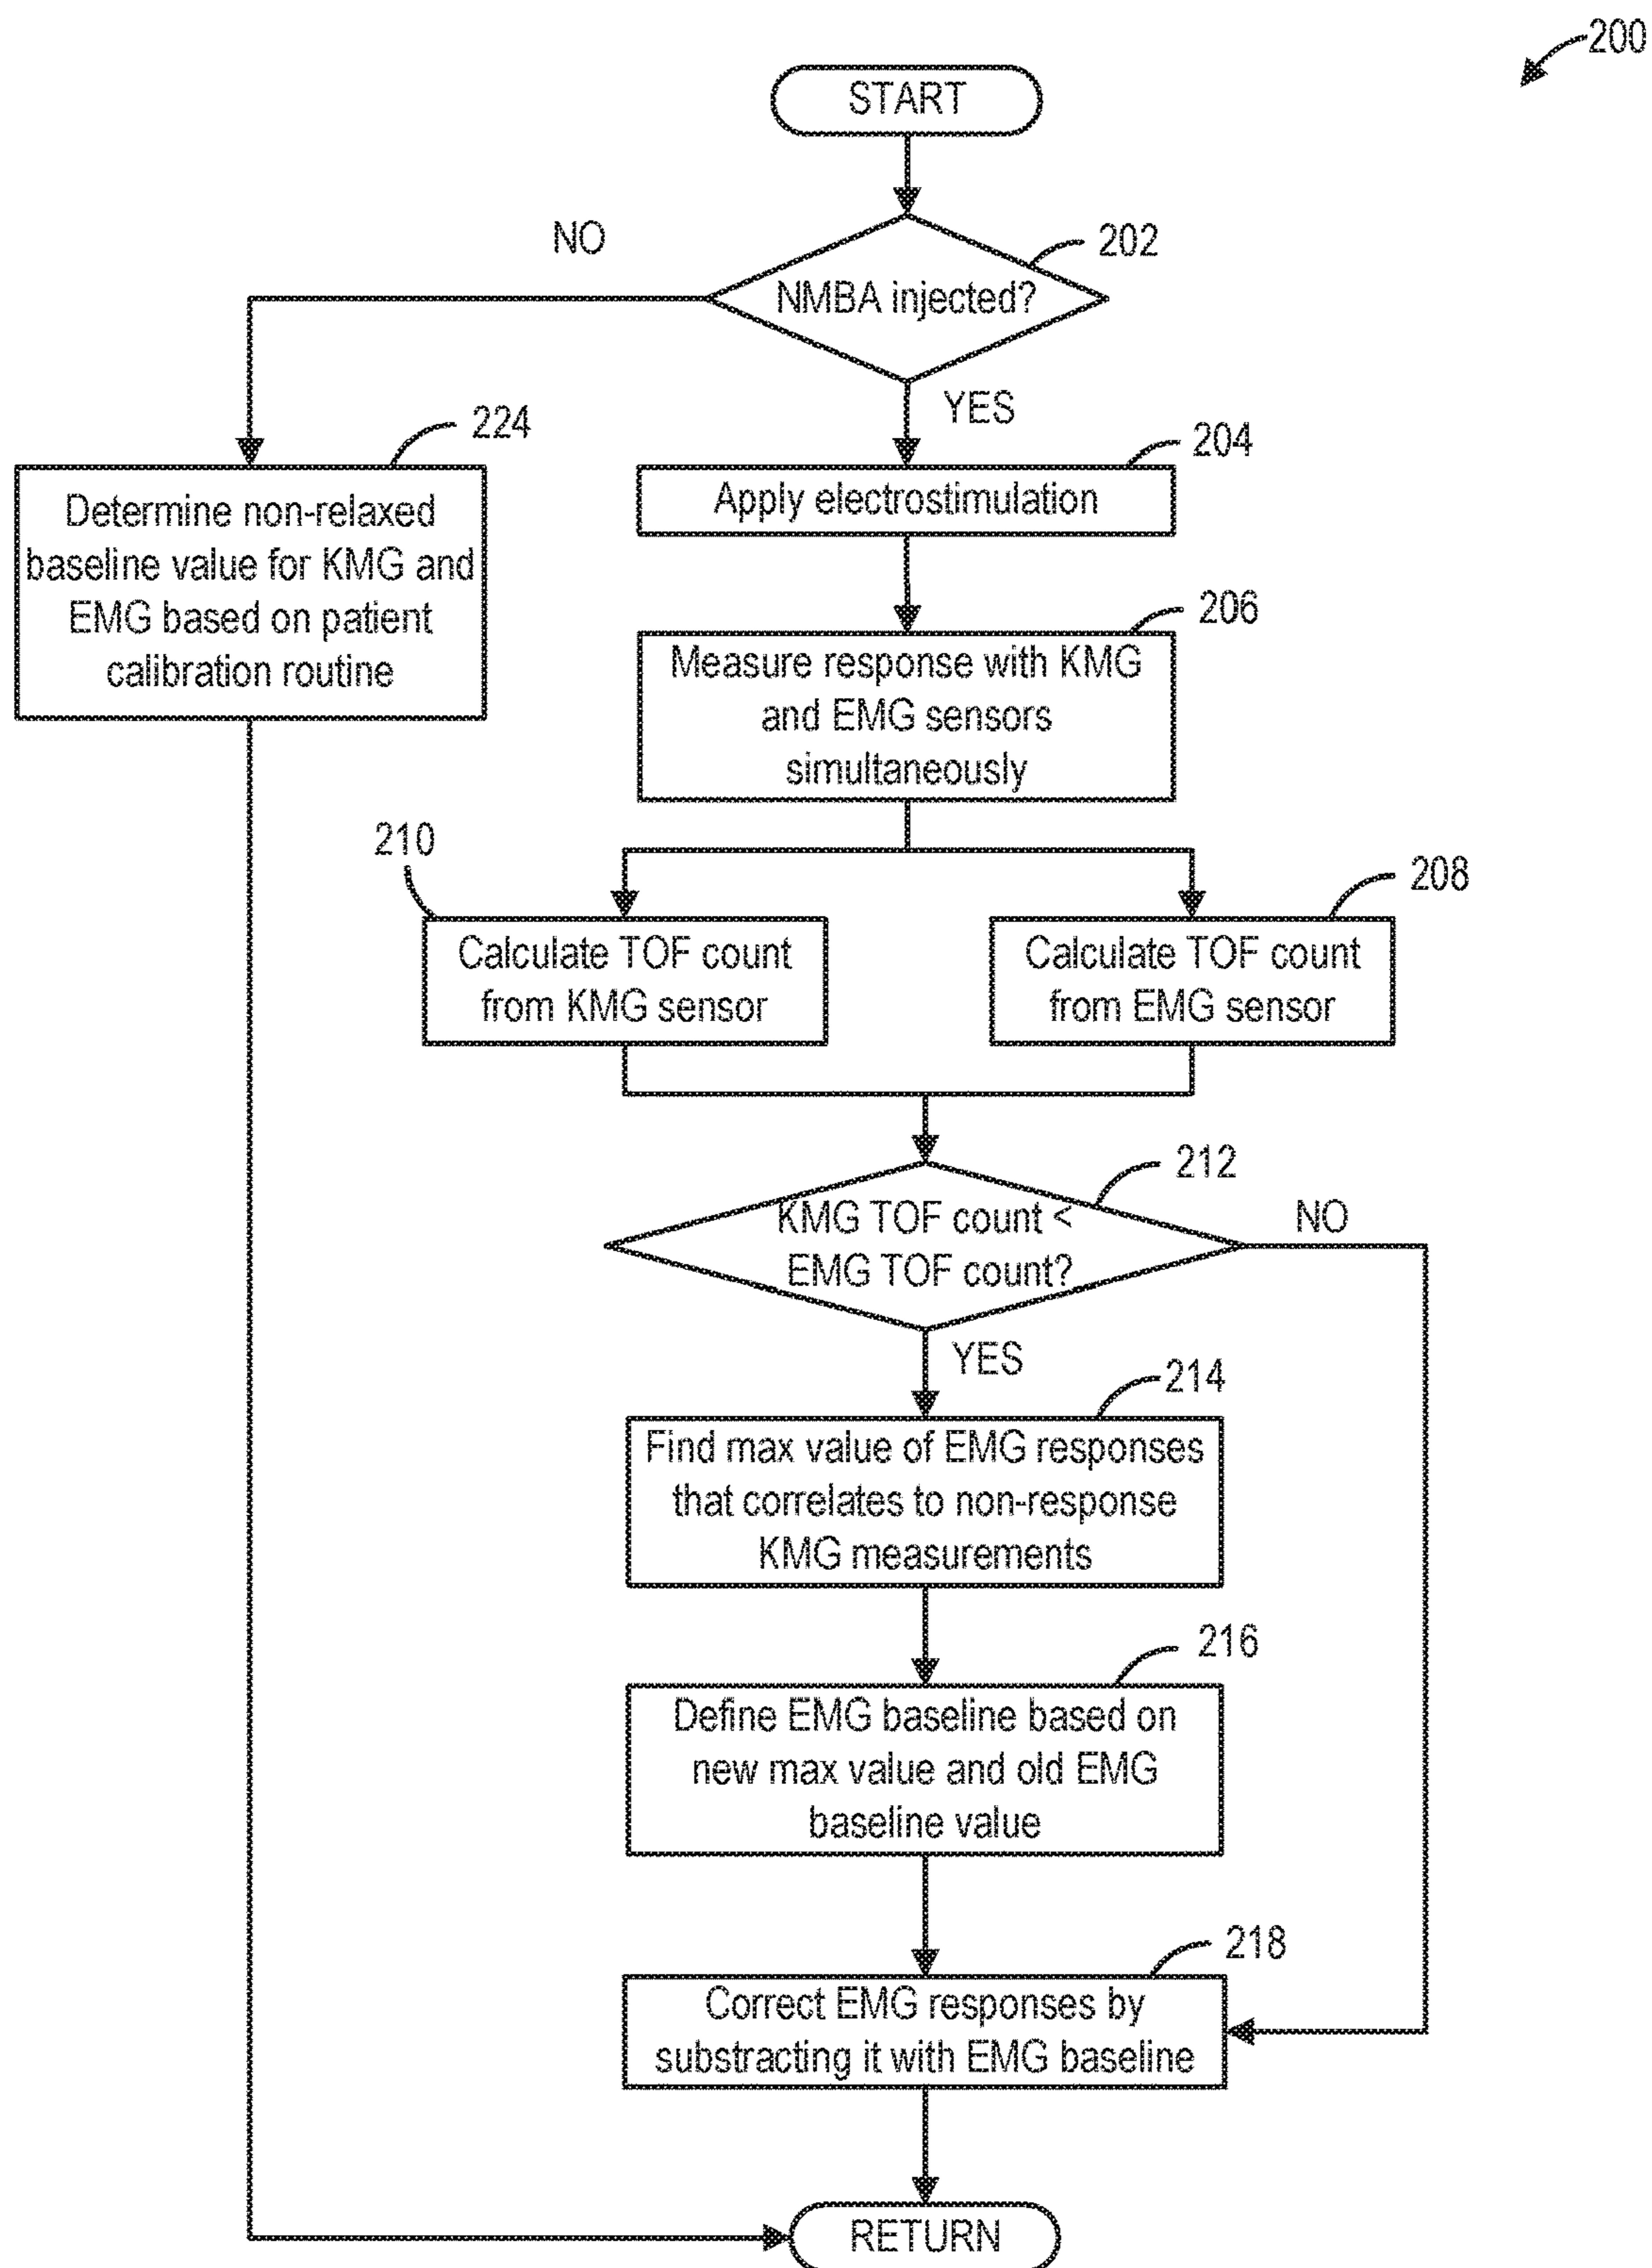 200
START
NO
202
NMBA injected?
YES
224
204
Determine non-relaxed
baseline value for KMG and
EMG based on patient
calibration routine
Apply electrostimulation
206
Measure response with KMG
and EMG sensors
simultaneously
210
208
Calculate TOF count
from KMG sensor
Calculate TOF count
from EMG sensor
212
KMG TOF count <
EMG TOF count?
NO
YES
214
Find max value of EMG responses
that correlates to non-response
KMG measurements
216
Define EMG baseline based on
new max value and old EMG
baseline value
218
Correct EMG responses by
substracting it with EMG baseline
RETURN